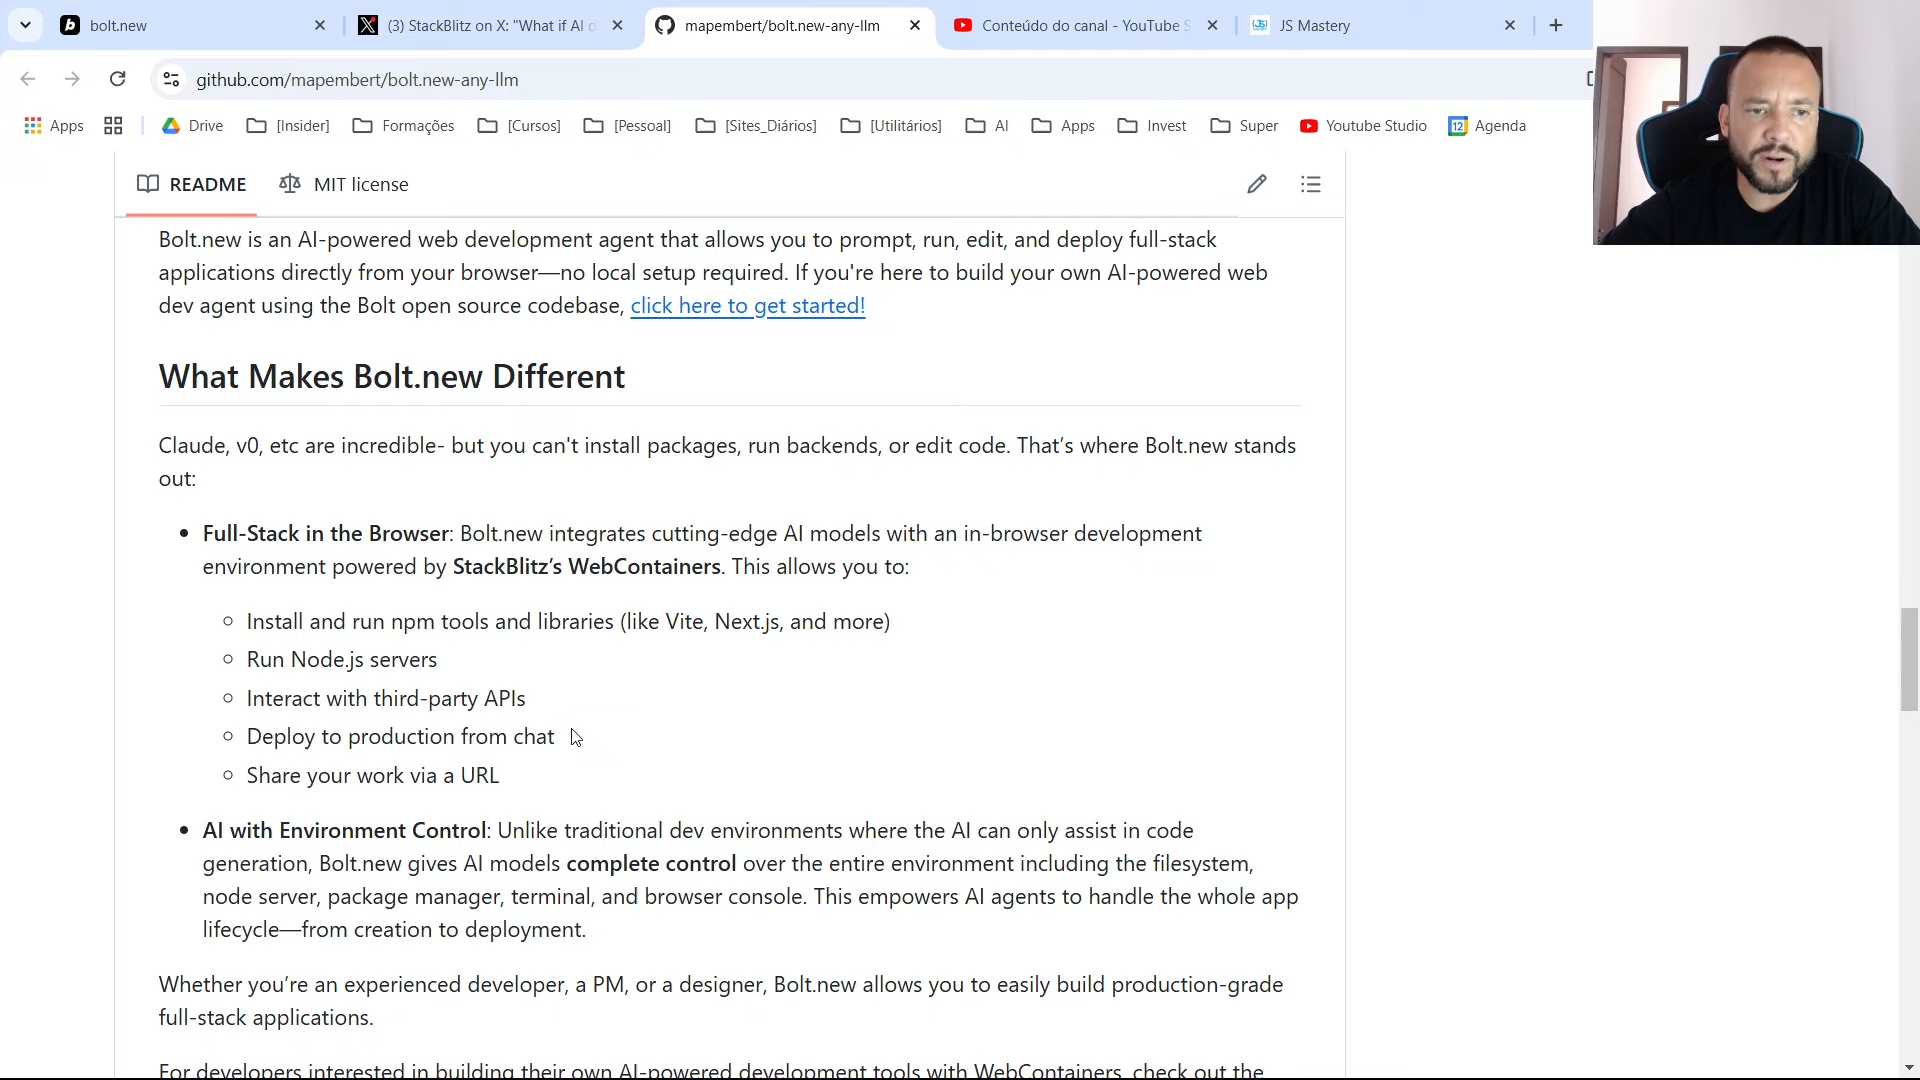 bolt.new
(3) StackBlitz on X: "What if AI
mapembert/bolt.new-any-llm
Conteúdo do canal - YouTube S
JS Mastery
github.com/mapembert/bolt.new-any-llm
Apps
Drive
[Insider]
Formações
[Cursos]
[Pessoal]
[Sites_Diários]
[Utilitários]
AI
Apps
Invest
Super
Youtube Studio
12
Agenda
README
MIT license
Bolt.new is an AI-powered web development agent that allows you to prompt, run, edit, and deploy full-stack
applications directly from your browser—no local setup required. If you're here to build your own AI-powered web
dev agent using the Bolt open source codebase, click here to get started!
What Makes Bolt.new Different
Claude, v0, etc are incredible- but you can't install packages, run backends, or edit code. That’s where Bolt.new stands
out:
Full-Stack in the Browser: Bolt.new integrates cutting-edge AI models with an in-browser development
environment powered by StackBlitz’s WebContainers. This allows you to:
Install and run npm tools and libraries (like Vite, Next.js, and more)
Run Node.js servers
Interact with third-party APIs
Deploy to production from chat
Share your work via a URL
AI with Environment Control: Unlike traditional dev environments where the AI can only assist in code
generation, Bolt.new gives AI models complete control over the entire environment including the filesystem,
node server, package manager, terminal, and browser console. This empowers AI agents to handle the whole app
lifecycle—from creation to deployment.
Whether you’re an experienced developer, a PM, or a designer, Bolt.new allows you to easily build production-grade
full-stack applications.
For developers interested in building their own AI-powered development tools with WebContainers, check out the